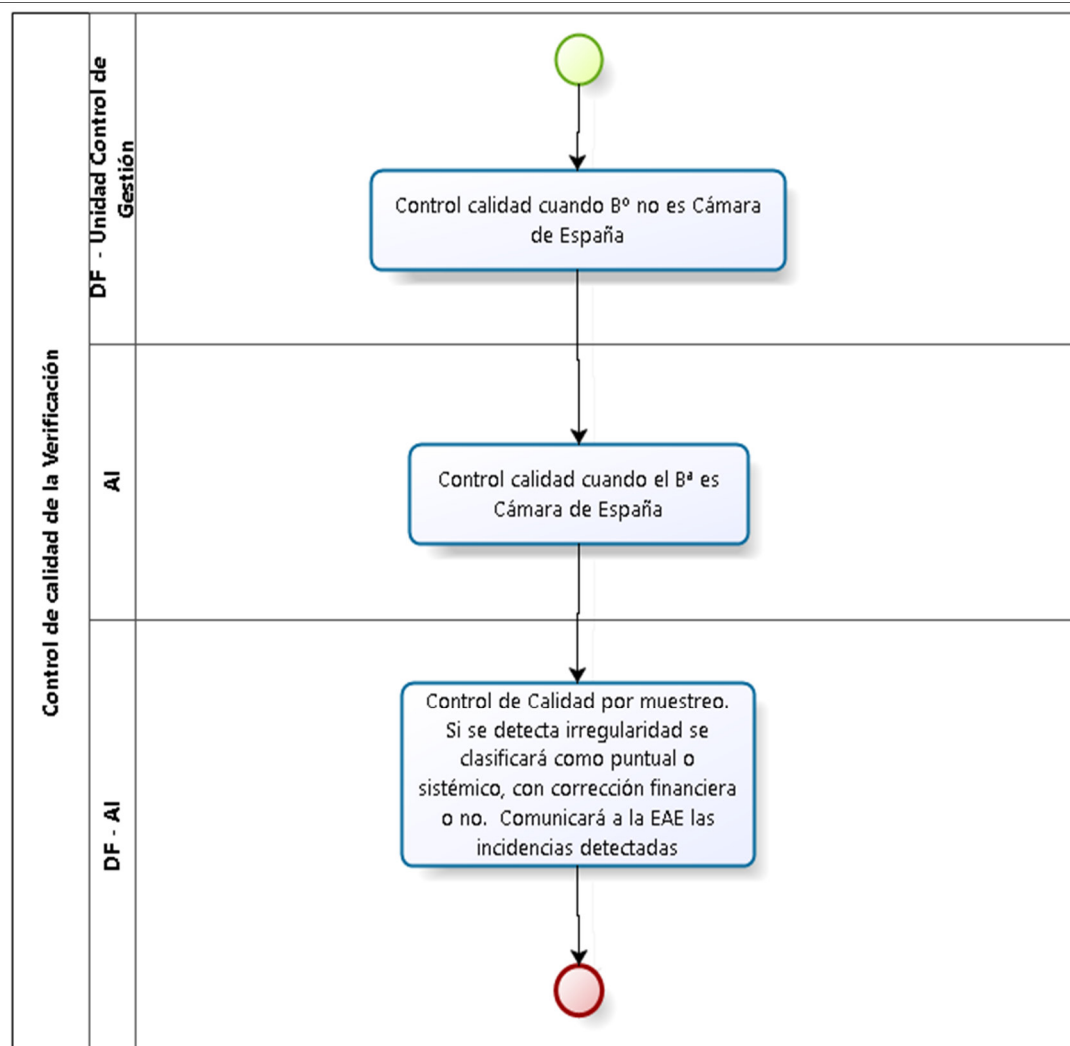 Control de calidad de la Verificación
DF - Unidad Control de
Gestión
Control calidad cuando Bº no es Cámara
de España
AI
Control calidad cuando el Bª es
Cámara de España
DF - AI
Control de Calidad por muestreo.
Si se detecta irregularidad se
clasificará como puntual o
sistémico, con corrección financiera
o no.  Comunicará a la EAE las
incidencias detectadas